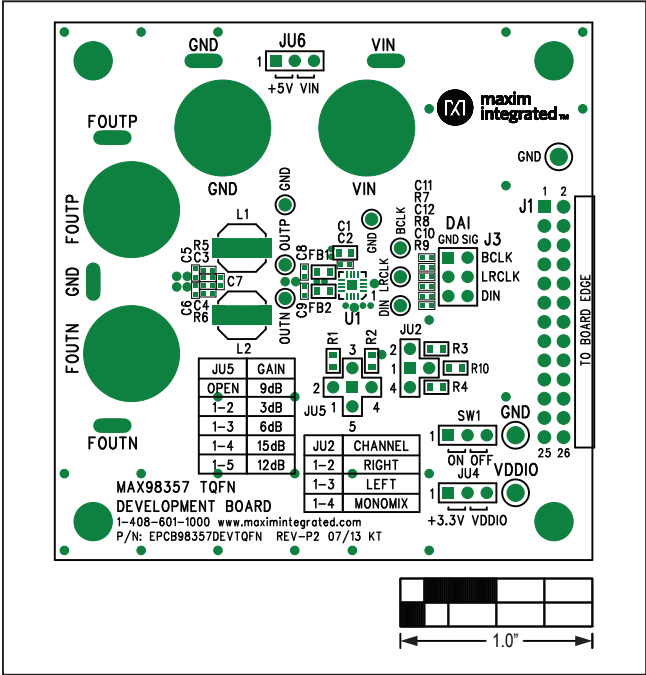 GND
JU6
VIN
1
+5V VIN
maxim
integrated™
FOUTP
GND
GND
VIN
FOUTP
GND
FOUTN
FOUTN
L1
R5
C5
C3
C7
C6
C4
R6
L2
GND
OUTP
OUTN
C8
FB1
C9
FB2
C1
C2
U1
1
GND
BCLK
LRCLK
DIN
C11
R7
C12
R8
C10
R9
DAI
GND SIG
J3
BCLK
LRCLK
DIN
J1
1 2
25 26
TO BOARD EDGE
R1
R2
3
2
JU5
1
4
5
JU2
2
1
4
R3
R10
R4
JU5 GAIN
OPEN 9dB
1-2 3dB
1-3 6dB
1-4 15dB
1-5 12dB
JU2 CHANNEL
1-2 RIGHT
1-3 LEFT
1-4 MONOMIX
SW1
1
ON OFF
GND
JU4
1
+3.3V VDDIO
VDDIO
MAX98357 TQFN
DEVELOPMENT BOARD
1-408-601-1000 www.maximintegrated.com
P/N: EPCB98357DEVTQFN REV-P2 07/13 KT
1.0"